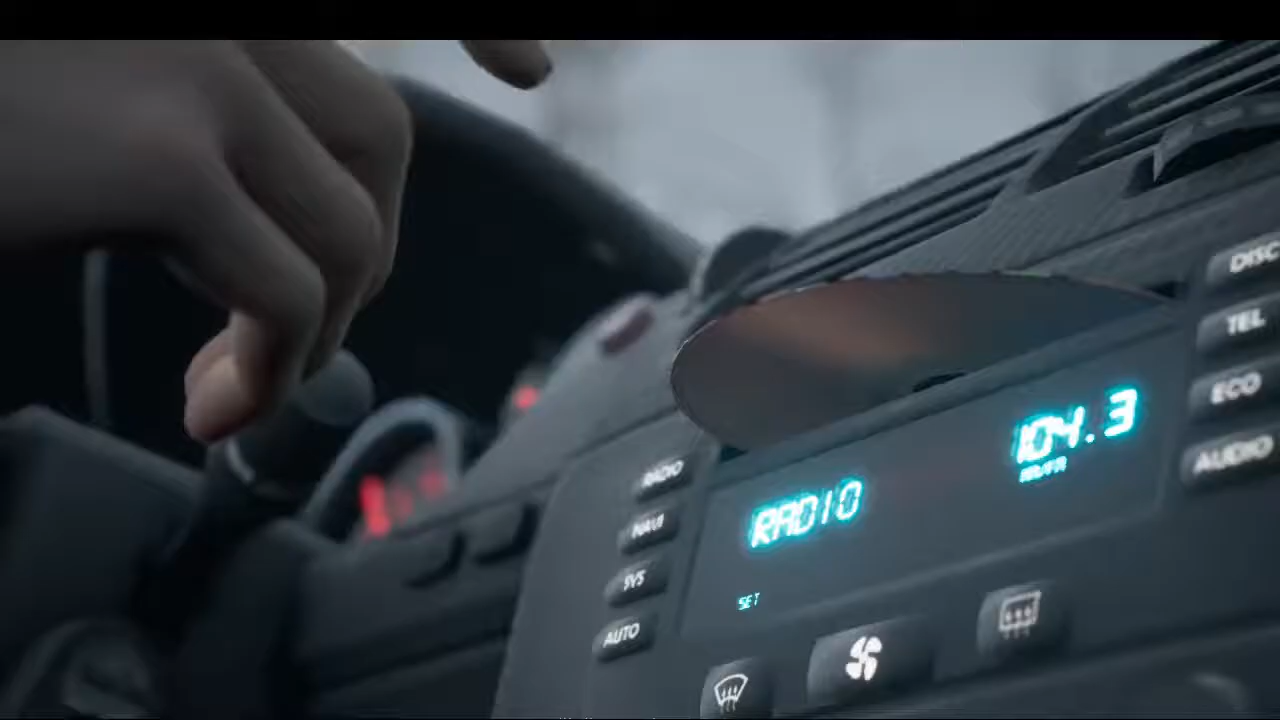 DISC
TEL
ECO
AUDIO
104.3
RADIO
RADIO
NAVI
SYS
AUTO
SET